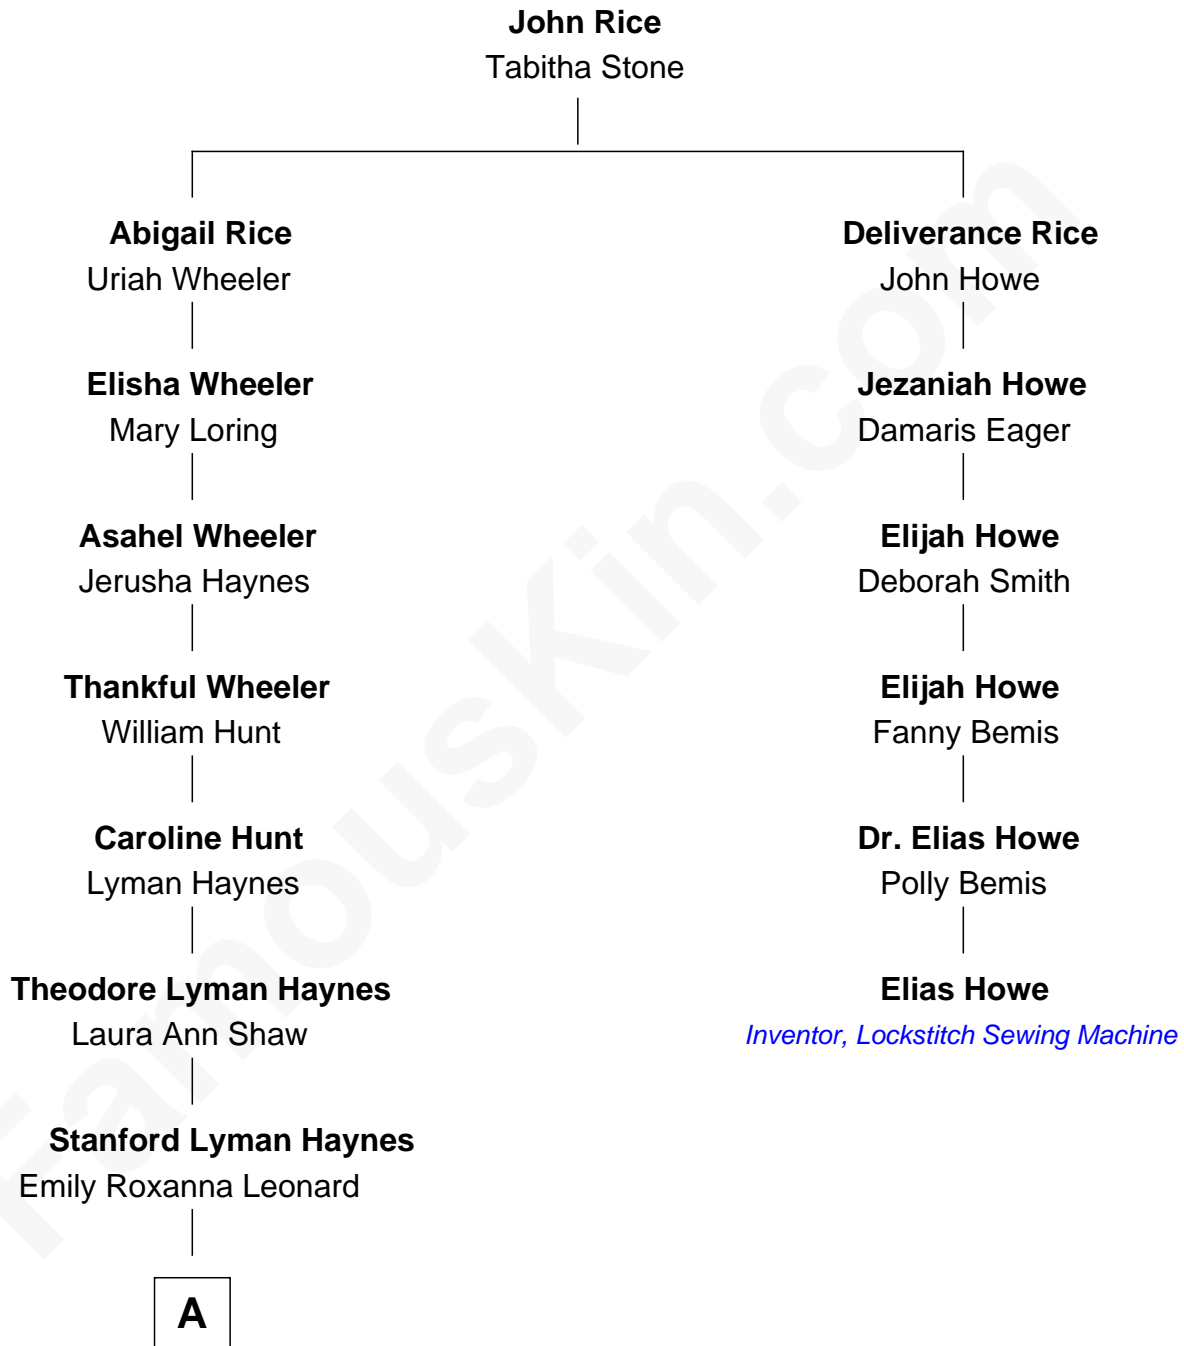 John Rice
Tabitha Stone
Abigail Rice
Uriah Wheeler
Deliverance Rice
John Howe
Elisha Wheeler
Mary Loring
Jezaniah Howe
Damaris Eager
Asahel Wheeler
Jerusha Haynes
Elijah Howe
Deborah Smith
Thankful Wheeler
William Hunt
Elijah Howe
Fanny Bemis
Caroline Hunt
Lyman Haynes
Dr. Elias Howe
Polly Bemis
Theodore Lyman Haynes
Laura Ann Shaw
Elias Howe
Inventor, Lockstitch Sewing Machine
Stanford Lyman Haynes
Emily Roxanna Leonard
A
FamousKin.com